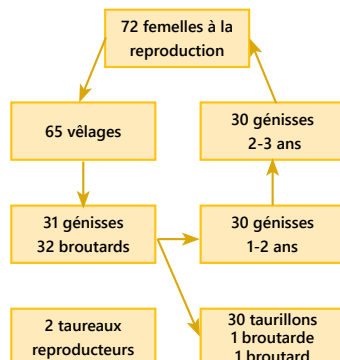 72 femelles à la
reproduction
65 vêlages
30 génisses
2-3 ans
31 génisses
32 broutards
30 génisses
1-2 ans
2 taureaux
reproducteurs
30 taurillons
1 broutarde
1 broutard